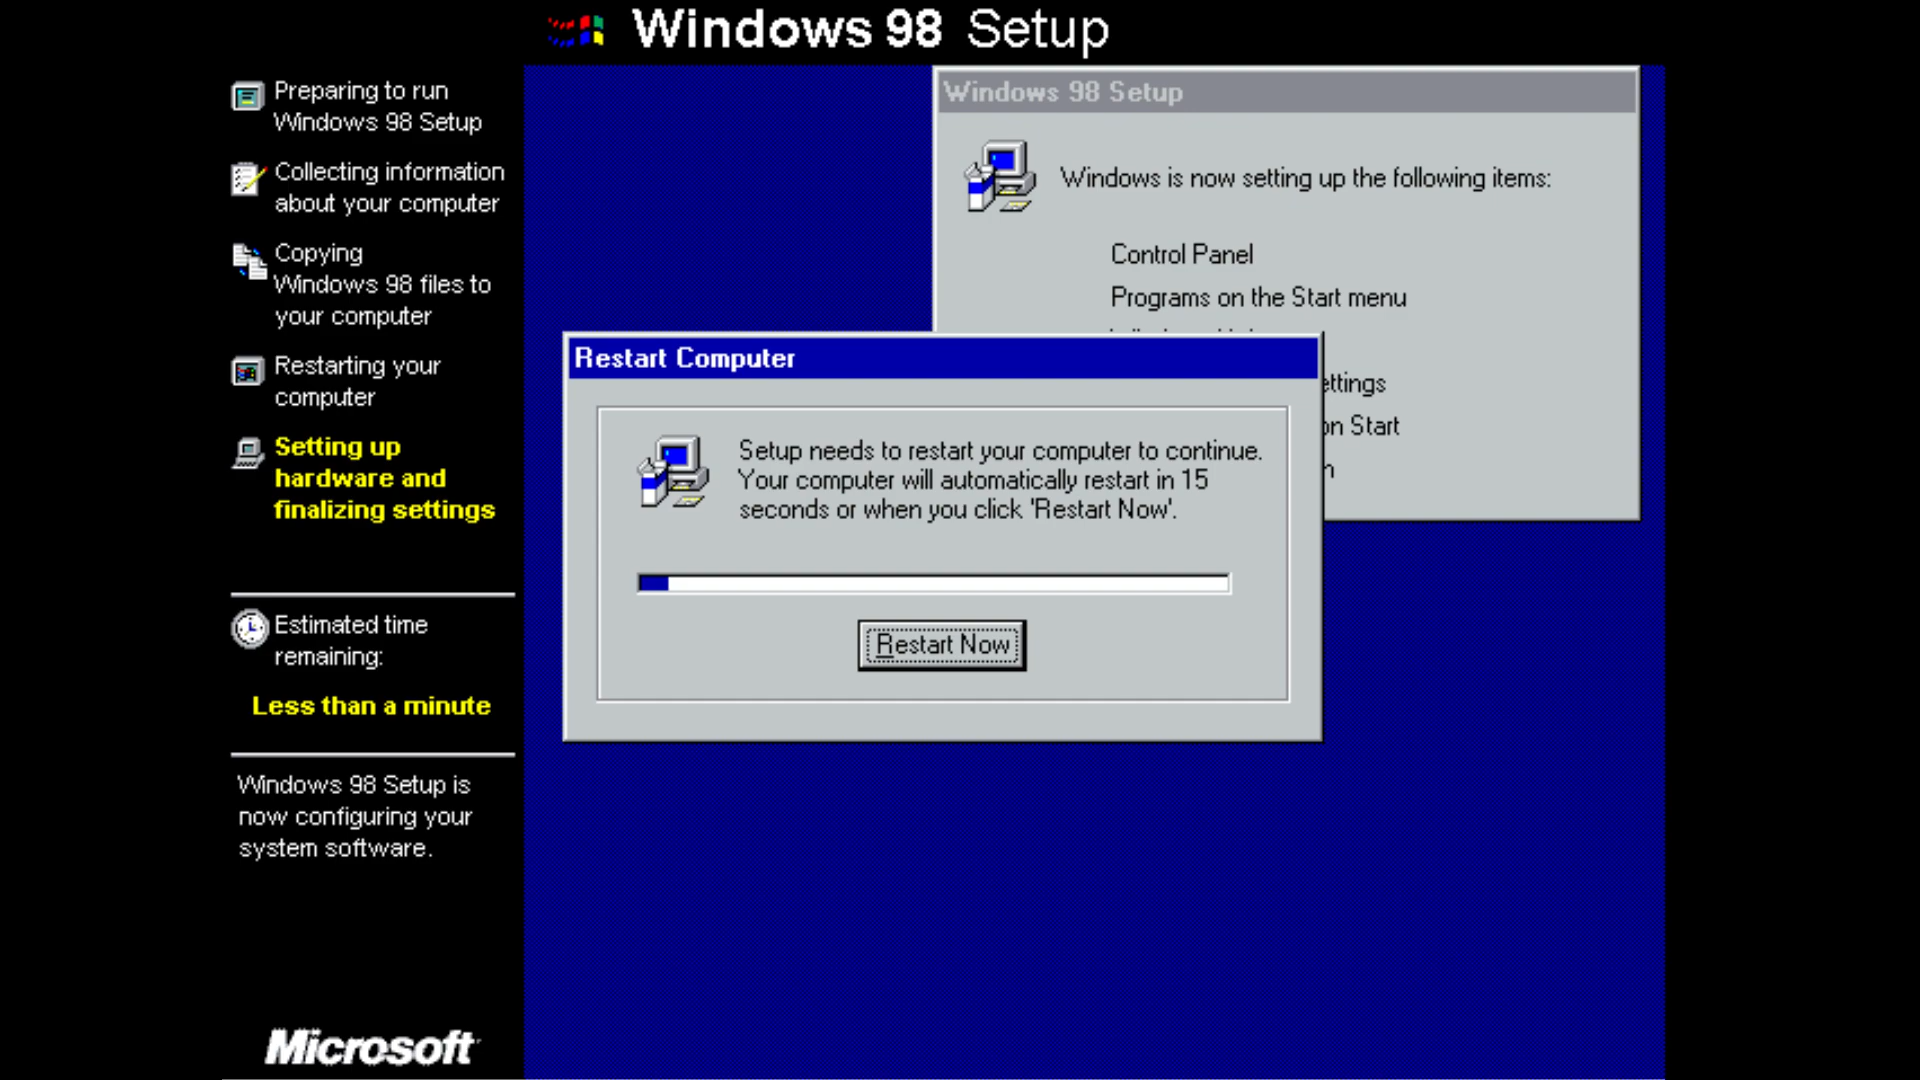 Windows 98 Setup
Preparing to run
Windows 98 Setup
Collecting information
about your computer
Copying
Windows 98 files to
your computer
Restarting your
computer
Setting up
hardware and
finalizing settings
Estimated time
remaining:
Less than a minute
Windows 98 Setup is
now configuring your
system software.
Microsoft
Windows 98 Setup
Windows is now setting up the following items:
Control Panel
Programs on the Start menu
on Start
Restart Computer
Setup needs to restart your computer to continue.
Your computer will automatically restart in 15
seconds or when you click 'Restart Now'.
Restart Now